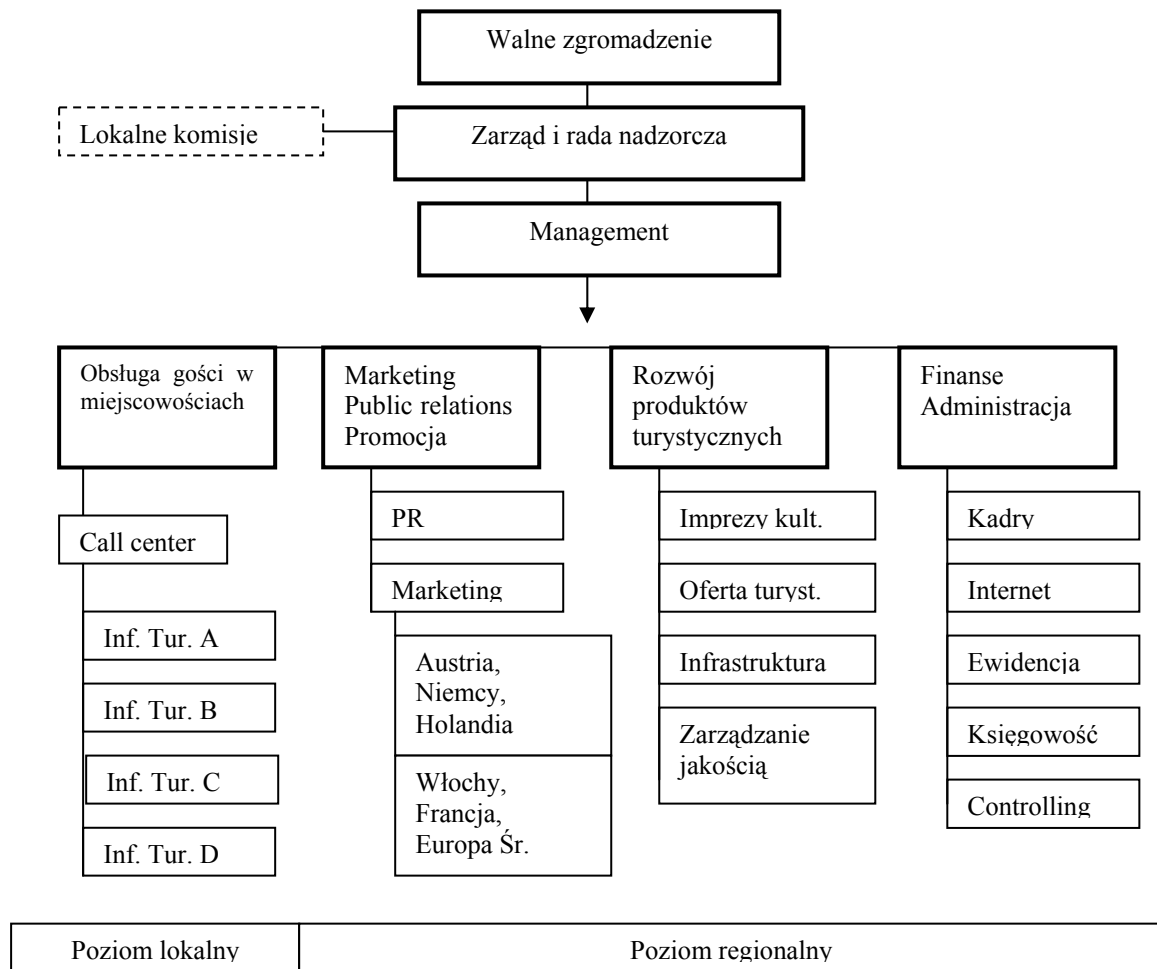 Walne zgromadzenie
Lokalne komisje
Zarząd i rada nadzorcza
Management
Obsługa gości w
miejscowościach
Call center
Inf. Tur. A
Inf. Tur. B
Inf. Tur. C
Inf. Tur. D
Marketing
Public relations
Promocja
PR
Marketing
Austria,
Niemcy,
Holandia
Włochy,
Francja,
Europa Śr.
Rozwój
produktów
turystycznych
Imprezy kult.
Oferta turyst.
Infrastruktura
Zarządzanie
jakością
Finanse
Administracja
Kadry
Internet
Ewidencja
Księgowość
Controlling
Poziom lokalny
Poziom regionalny